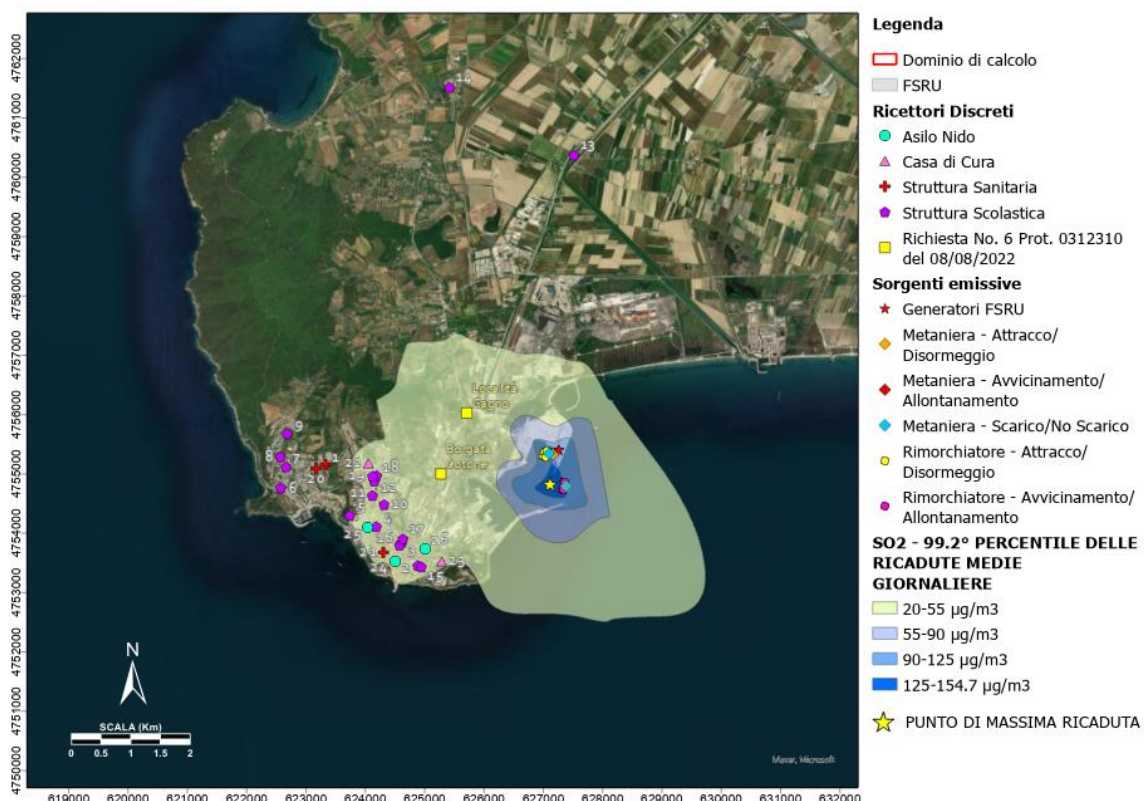 4762000
4761000
4760000
4759000
4758000
4757000
4756000
4755000
4754000
4753000
4752000
4751000
4750000
14
13
Località
Gagno
Borgata
Cotone
9
8
7
6
1
20
22
18
19
11
12
10
5
4
25
17
16
26
3
24
2
15
23
N
SCALA (Km)
0 0.5 1 2
Maxar, Microsoft
619000 620000 621000 622000 623000 624000 625000 626000 627000 628000 629000 630000 631000 632000
Legenda
Dominio di calcolo
FSRU
Ricettori Discreti
Asilo Nido
Casa di Cura
Struttura Sanitaria
Struttura Scolastica
Richiesta No. 6 Prot. 0312310
del 08/08/2022
Sorgenti emissive
Generatori FSRU
Metaniera - Attracco/
Disormeggio
Metaniera - Avvicinamento/
Allontanamento
Metaniera - Scarico/No Scarico
Rimorchiatore - Attracco/
Disormeggio
Rimorchiatore - Avvicinamento/
Allontanamento
SO2 - 99.2° PERCENTILE DELLE
RICADUTE MEDIE
GIORNALIERE
20-55 µg/m3
55-90 µg/m3
90-125 µg/m3
125-154.7 µg/m3
PUNTO DI MASSIMA RICADUTA